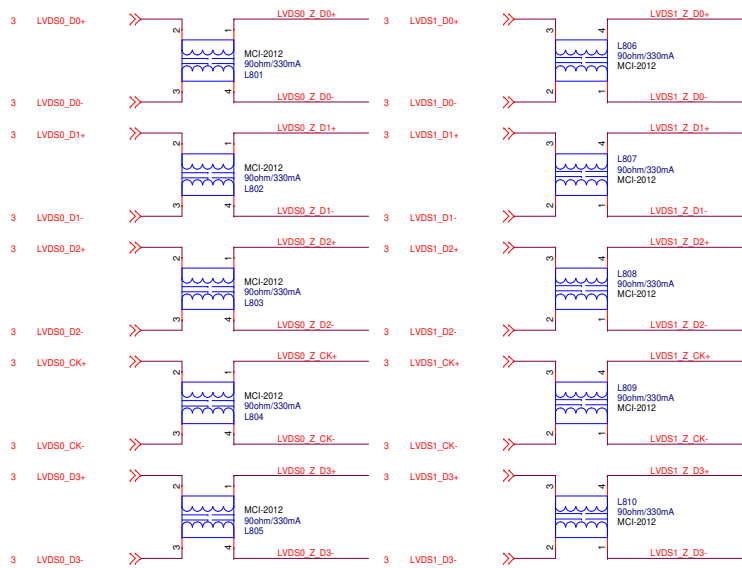 3 LVDS0_D0+ 2 1 LVDS0_Z_D0+
MCI-2012
90ohm/330mA
L801
3 LVDS0_D0- 3 4 LVDS0_Z_D0-
3 LVDS1_D0+ 3 4 LVDS1_Z_D0+
L806
90ohm/330mA
MCI-2012
3 LVDS1_D0- 2 1 LVDS1_Z_D0-
3 LVDS0_D1+ 2 1 LVDS0_Z_D1+
MCI-2012
90ohm/330mA
L802
3 LVDS0_D1- 3 4 LVDS0_Z_D1-
3 LVDS1_D1+ 3 4 LVDS1_Z_D1+
L807
90ohm/330mA
MCI-2012
3 LVDS1_D1- 2 1 LVDS1_Z_D1-
3 LVDS0_D2+ 2 1 LVDS0_Z_D2+
MCI-2012
90ohm/330mA
L803
3 LVDS0_D2- 3 4 LVDS0_Z_D2-
3 LVDS1_D2+ 3 4 LVDS1_Z_D2+
L808
90ohm/330mA
MCI-2012
3 LVDS1_D2- 2 1 LVDS1_Z_D2-
3 LVDS0_CK+ 2 1 LVDS0_Z_CK+
MCI-2012
90ohm/330mA
L804
3 LVDS0_CK- 3 4 LVDS0_Z_CK-
3 LVDS1_CK+ 3 4 LVDS1_Z_CK+
L809
90ohm/330mA
MCI-2012
3 LVDS1_CK- 2 1 LVDS1_Z_CK-
3 LVDS0_D3+ 2 1 LVDS0_Z_D3+
MCI-2012
90ohm/330mA
L805
3 LVDS0_D3- 3 4 LVDS0_Z_D3-
3 LVDS1_D3+ 3 4 LVDS1_Z_D3+
L810
90ohm/330mA
MCI-2012
3 LVDS1_D3- 2 1 LVDS1_Z_D3-